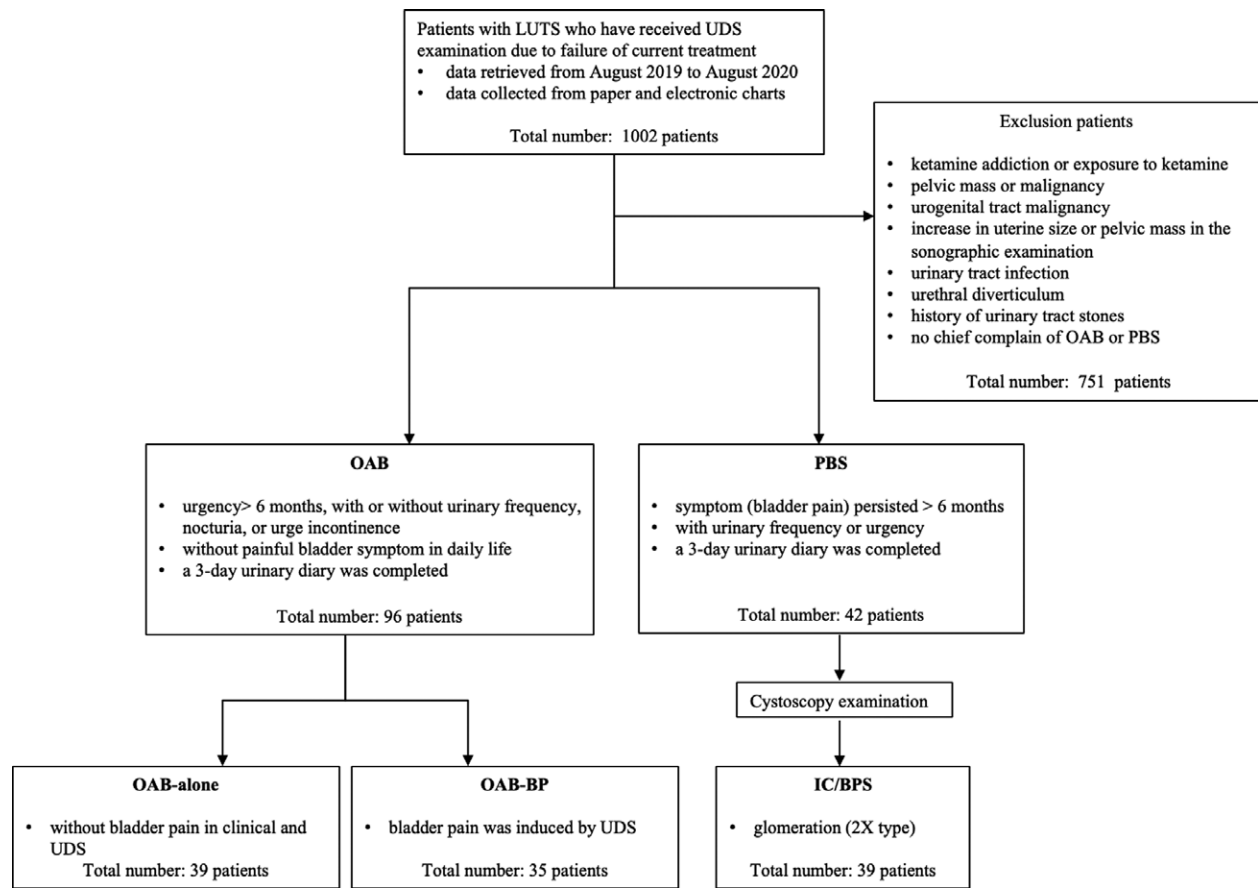 Patients with LUTS who have received UDS
examination due to failure of current treatment
• data retrieved from August 2019 to August 2020
• data collected from paper and electronic charts
Total number: 1002 patients
Exclusion patients
• ketamine addiction or exposure to ketamine
• pelvic mass or malignancy
• urogenital tract malignancy
• increase in uterine size or pelvic mass in the
sonographic examination
• urinary tract infection
• urethral diverticulum
• history of urinary tract stones
• no chief complain of OAB or PBS
Total number: 751 patients
OAB
• urgency> 6 months, with or without urinary frequency,
nocturia, or urge incontinence
• without painful bladder symptom in daily life
• a 3-day urinary diary was completed
Total number: 96 patients
PBS
• symptom (bladder pain) persisted > 6 months
• with urinary frequency or urgency
• a 3-day urinary diary was completed
Total number: 42 patients
Cystoscopy examination
OAB-alone
• without bladder pain in clinical and
UDS
Total number: 39 patients
OAB-BP
• bladder pain was induced by UDS
Total number: 35 patients
IC/BPS
• glomeration (2X type)
Total number: 39 patients